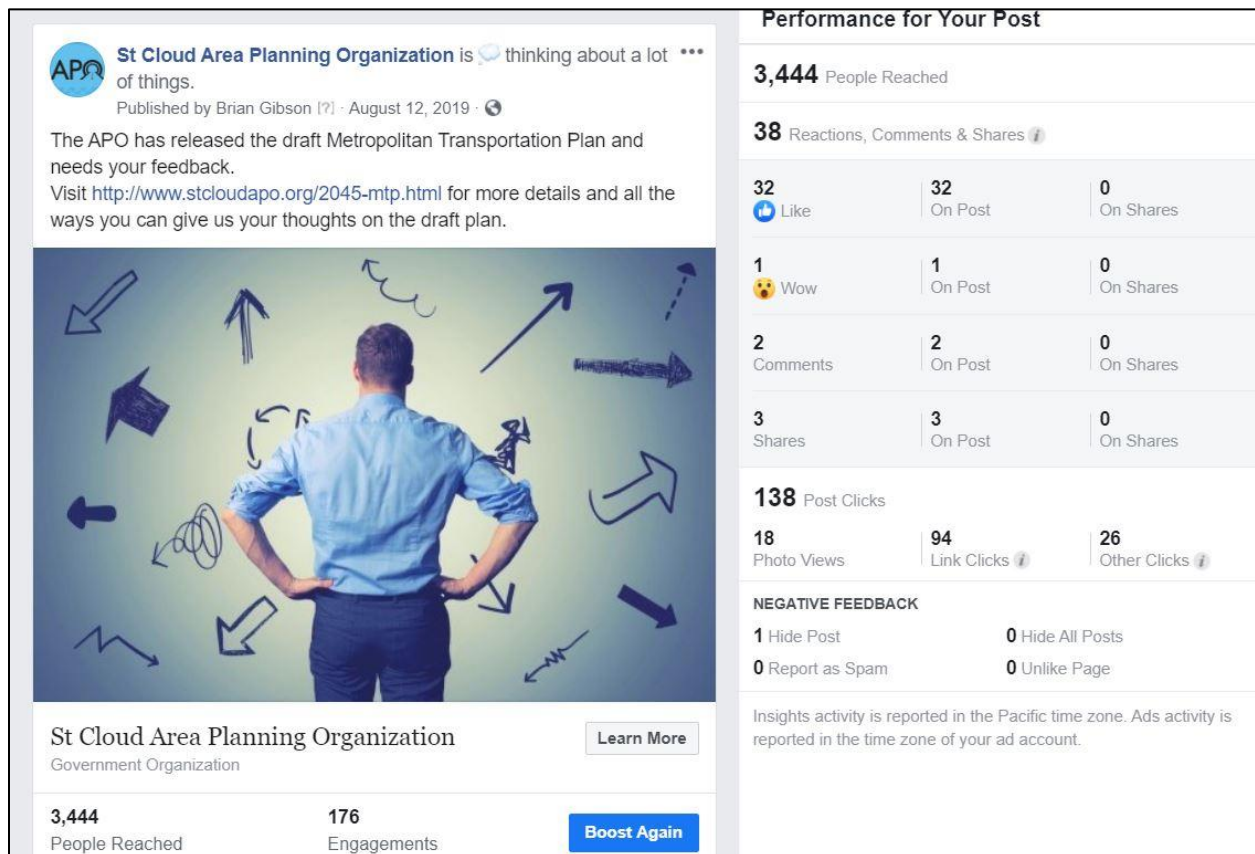 St Cloud Area Planning Organization is thinking about a lot
of things.
Published by Brian Gibson [?] · August 12, 2019 ·
APO
The APO has released the draft Metropolitan Transportation Plan and
needs your feedback.
Visit http://www.stcloudapo.org/2045-mtp.html for more details and all the
ways you can give us your thoughts on the draft plan.
St Cloud Area Planning Organization
Government Organization
Learn More
3,444
People Reached
176
Engagements
Boost Again
Performance for Your Post
3,444 People Reached
38 Reactions, Comments & Shares
32 32 0
Like On Post On Shares
1 1 0
Wow On Post On Shares
2 2 0
Comments On Post On Shares
3 3 0
Shares On Post On Shares
138 Post Clicks
18 94 26
Photo Views Link Clicks Other Clicks
NEGATIVE FEEDBACK
1 Hide Post 0 Hide All Posts
0 Report as Spam 0 Unlike Page
Insights activity is reported in the Pacific time zone. Ads activity is
reported in the time zone of your ad account.